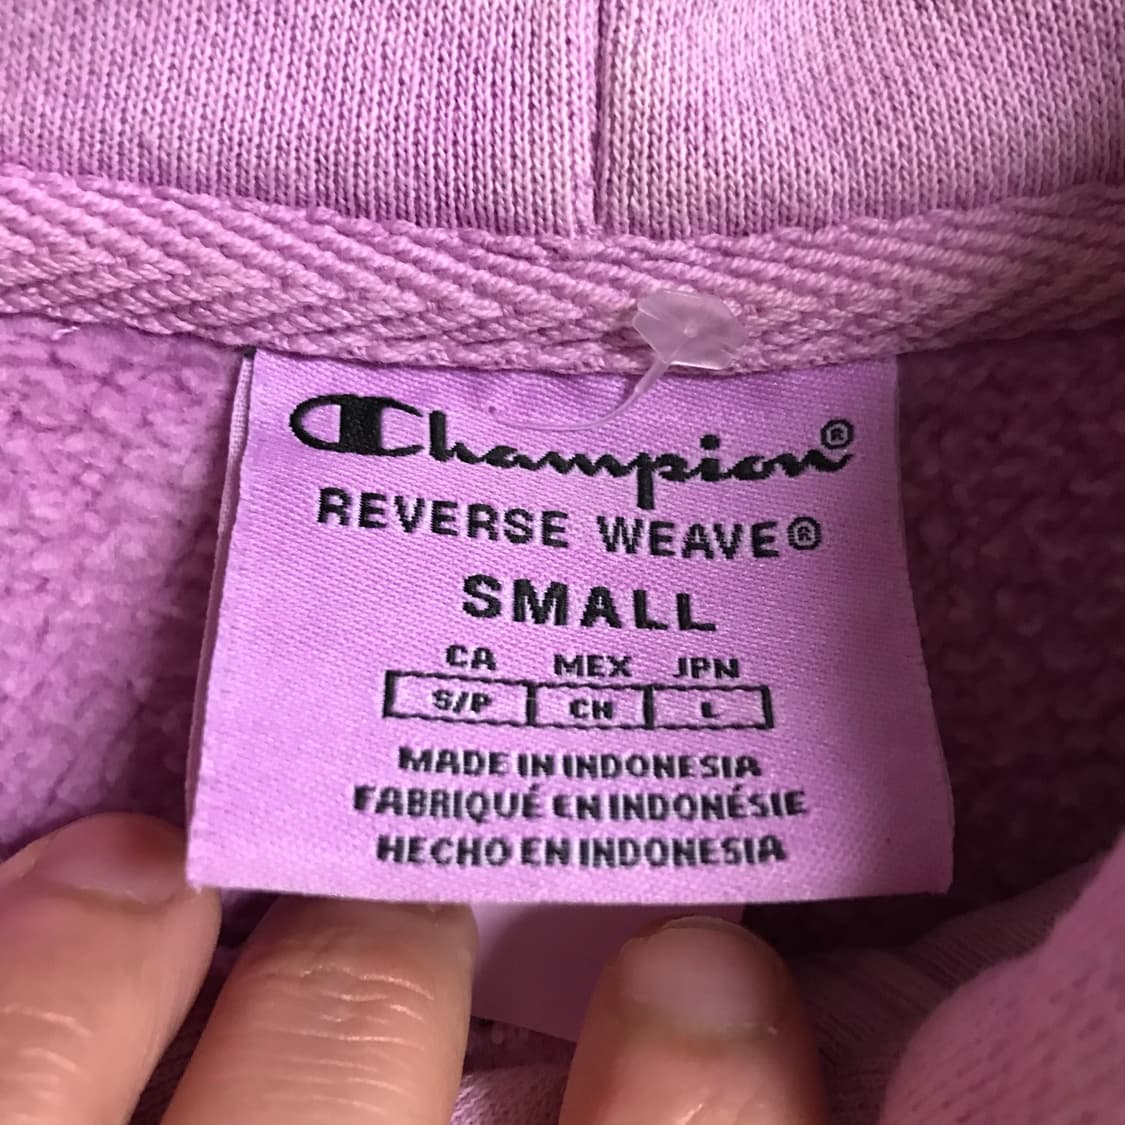 Champion®
REVERSE WEAVE®
SMALL
CA MEX JPN
S/P CH L
MADE IN INDONESIA
FABRIQUÉ EN INDONÉSIE
HECHO EN INDONESIA